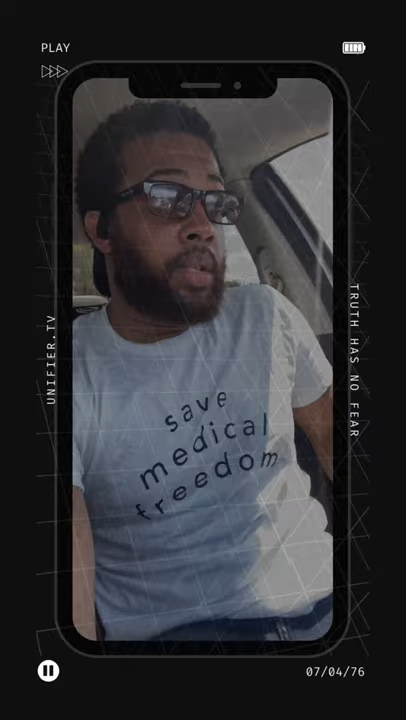 PLAY
UNIFIER.TV
TRUTH HAS NO FEAR
save
medical
freedom
07/04/76